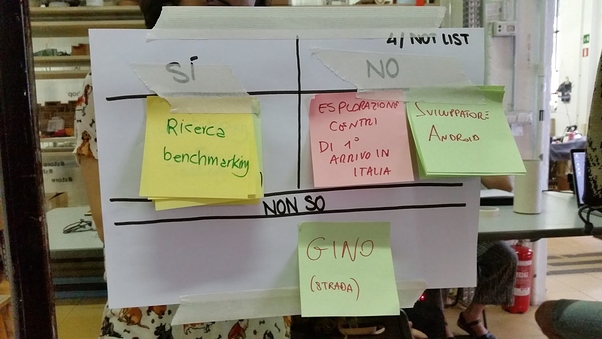 4/ NOT LIST
SÍ
NO
Ricerca
benchmarking
ESPLORAZIONE
CENTRI
DI 1°
ARRIVO IN
ITALIA
SVILUPPATORE
ANDROID
NON SO
GINO
(STRADA)